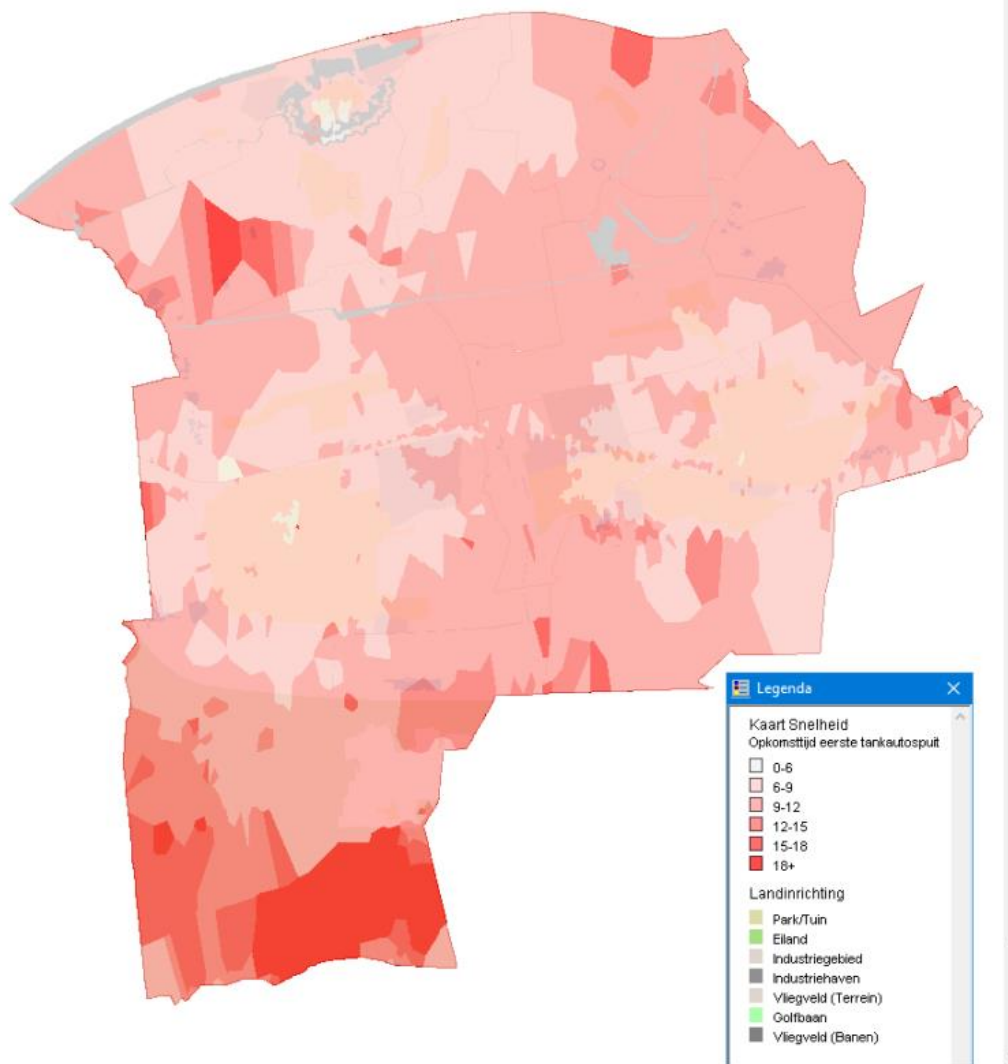 Legenda
Kaart Snelheid
Opkomsttijd eerste tankautospuit
0-6
6-9
9-12
12-15
15-18
18+
Landinrichting
Park/Tuin
Eiland
Industriegebied
Industriehaven
Vliegveld (Terrein)
Golfbaan
Vliegveld (Banen)